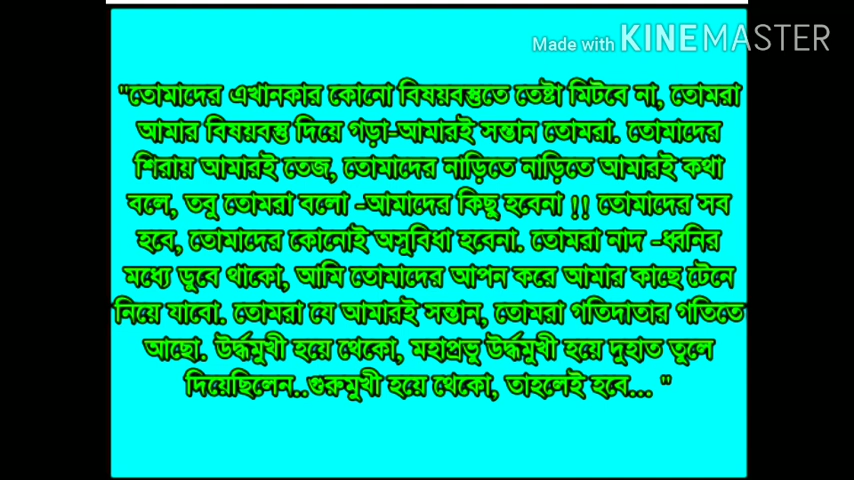 Made with KINEMASTER
"তোমাদের এখানকার কোনো বিষয়বস্তুতে তেষ্টা মিটবে না, তোমরা
আমার বিষয়বস্তু দিয়ে গড়া-আমারই সন্তান তোমরা. তোমাদের
শিরায় আমারই তেজ, তোমাদের নাড়িতে নাড়িতে আমারই কথা
বলে, তবু তোমরা বলো -আমাদের কিছু হবেনা !! তোমাদের সব
হবে, তোমাদের কোনোই অসুবিধা হবেনা. তোমরা নাদ -ধ্বনির
মধ্যে ডুবে থাকো, আমি তোমাদের আপন করে আমার কাছে টেনে
নিয়ে যাবো. তোমরা যে আমারই সন্তান, তোমরা গতিদাতার গতিতে
আছো. উর্দ্ধমুখী হয়ে থেকো, মহাপ্রভু উর্দ্ধমুখী হয়ে দুহাত তুলে
দিয়েছিলেন..গুরুমুখী হয়ে থেকো, তাহলেই হবে... "